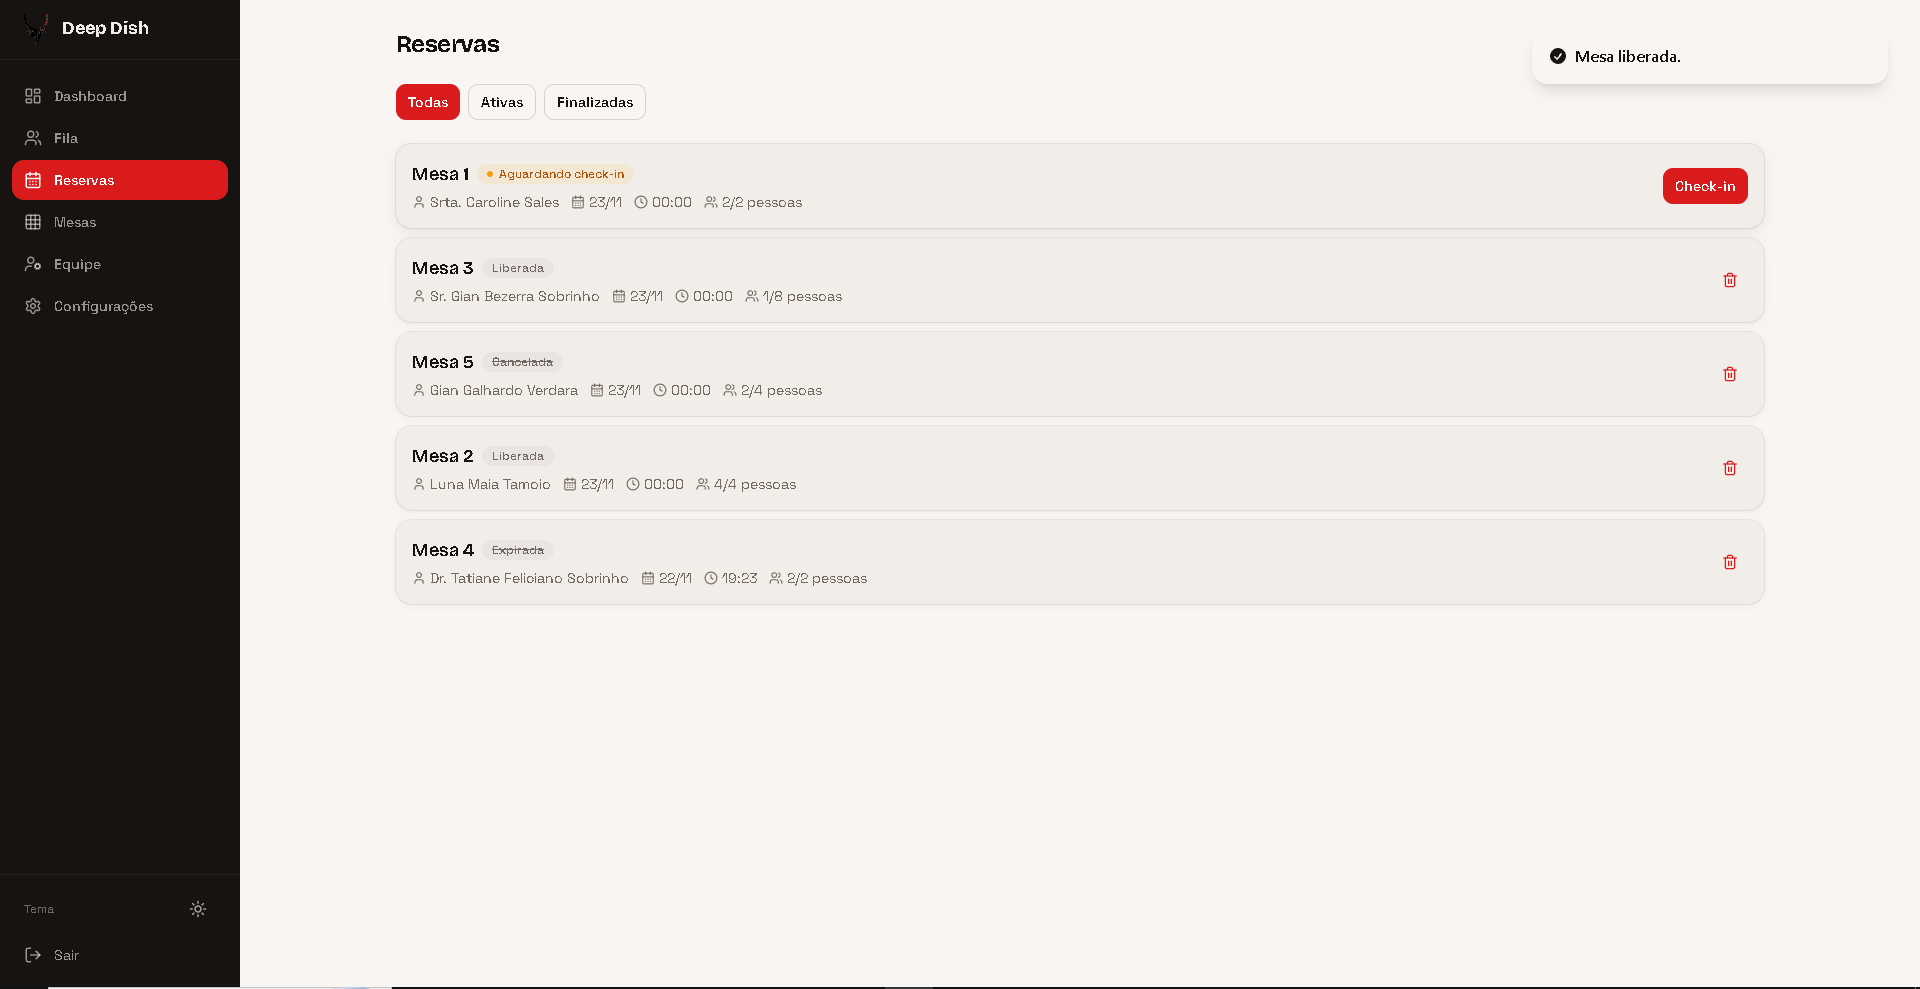 Deep Dish
Dashboard
Fila
Reservas
Mesas
Equipe
Configurações
Tema
Sair
Reservas
Mesa liberada.
Todas Ativas Finalizadas
Mesa 1 Aguardando check-in
Srta. Caroline Sales 23/11 00:00 2/2 pessoas
Check-in
Mesa 3 Liberada
Sr. Gian Bezerra Sobrinho 23/11 00:00 1/8 pessoas
Mesa 5 Cancelada
Gian Galhardo Verdara 23/11 00:00 2/4 pessoas
Mesa 2 Liberada
Luna Maia Tamoio 23/11 00:00 4/4 pessoas
Mesa 4 Expirada
Dr. Tatiane Feliciano Sobrinho 22/11 19:23 2/2 pessoas